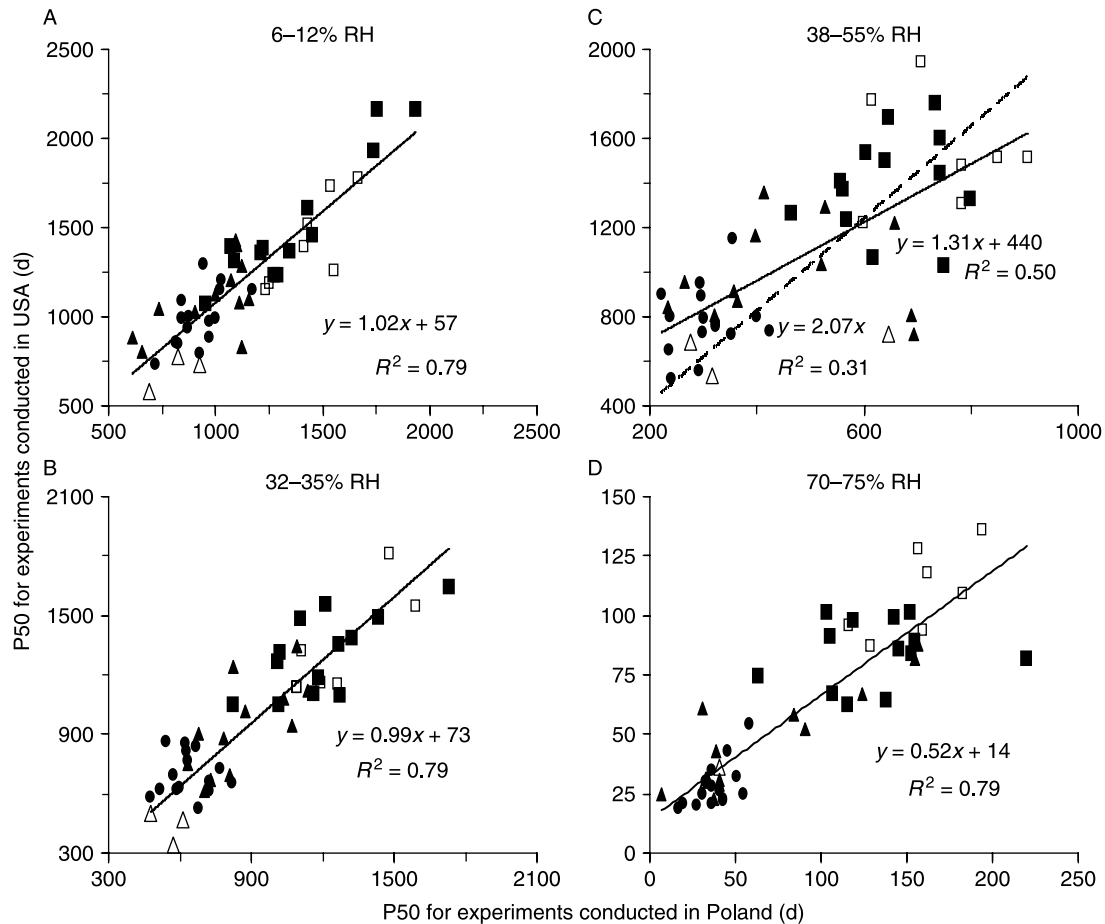 P50 for experiments conducted in USA (d)
A
6–12% RH
2500
2000
1500
1000
500
y = 1.02x + 57
R² = 0.79
500
1000
1500
2000
2500
B
32–35% RH
2100
1500
900
300
y = 0.99x + 73
R² = 0.79
300
900
1500
2100
C
38–55% RH
2000
1600
1200
800
400
y = 1.31x + 440
R² = 0.50
y = 2.07x
R² = 0.31
200
600
1000
D
70–75% RH
150
125
100
75
50
25
0
y = 0.52x + 14
R² = 0.79
0
50
100
150
200
250
P50 for experiments conducted in Poland (d)